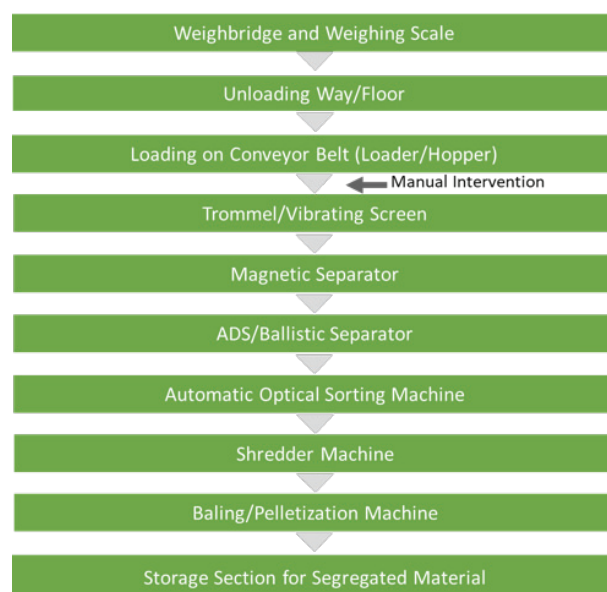 Weighbridge and Weighing Scale
Unloading Way/Floor
Loading on Conveyor Belt (Loader/Hopper)
Manual Intervention
Trommel/Vibrating Screen
Magnetic Separator
ADS/Ballistic Separator
Automatic Optical Sorting Machine
Shredder Machine
Baling/Pelletization Machine
Storage Section for Segregated Material